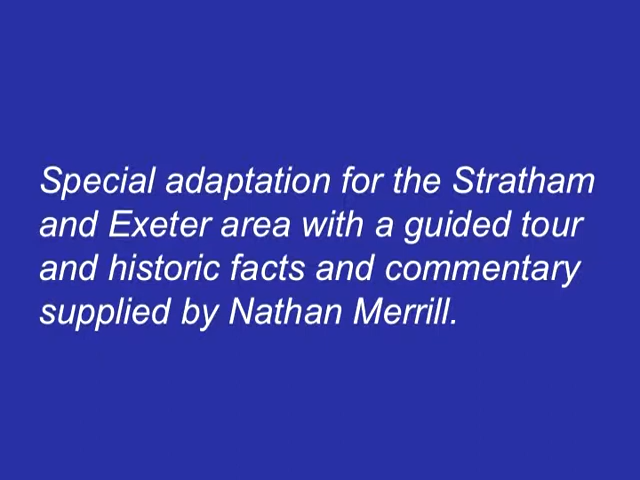 Special adaptation for the Stratham
and Exeter area with a guided tour
and historic facts and commentary
supplied by Nathan Merrill.